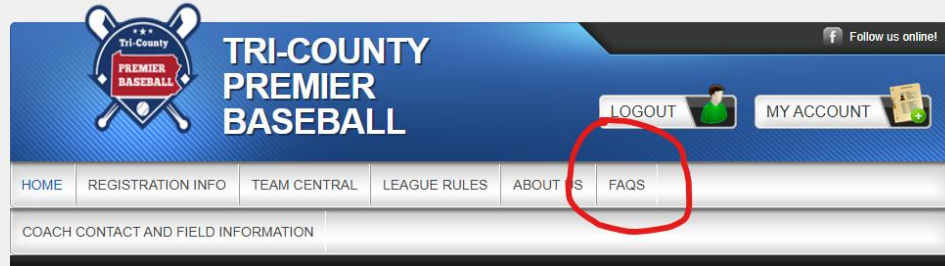 Tri-County
PREMIER
BASEBALL
TRI-COUNTY
PREMIER
BASEBALL
Follow us online!
LOGOUT
MY ACCOUNT
HOME REGISTRATION INFO TEAM CENTRAL LEAGUE RULES ABOUT US FAQS
COACH CONTACT AND FIELD INFORMATION